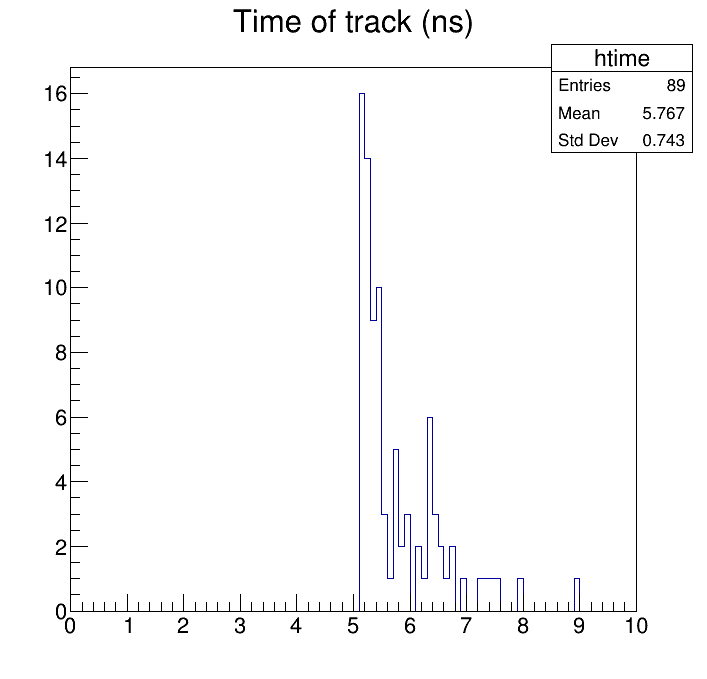 Time of track (ns)
htime
Entries 89
Mean 5.767
Std Dev 0.743
16
14
12
10
8
6
4
2
0
0 1 2 3 4 5 6 7 8 9 10